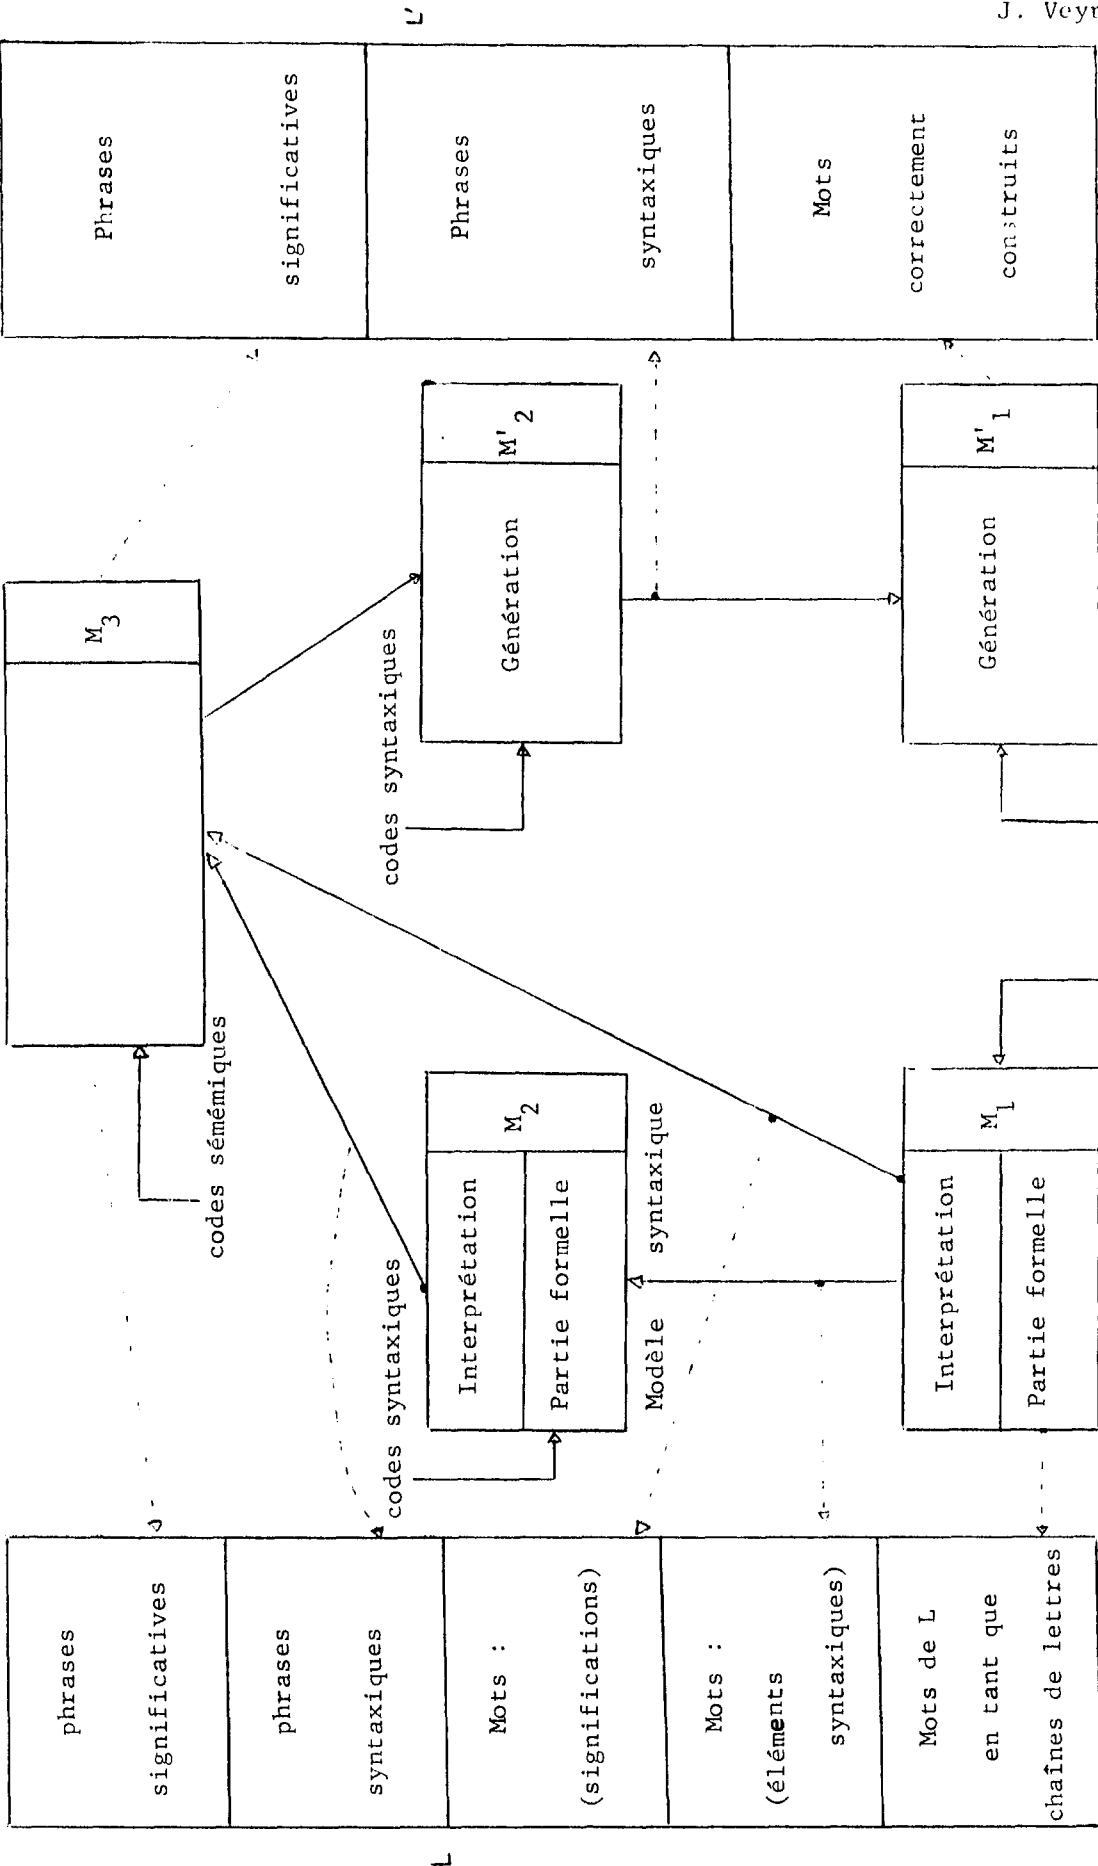 J. Veyr
L'
Phrases
significatives
Phrases
syntaxiques
Mots
correctement
construits
M3
M'2
Génération
codes syntaxiques
M'1
Génération
codes sémémiques
M2
Interprétation
Partie formelle
codes syntaxiques
Modèle syntaxique
M1
Interprétation
Partie formelle
phrases
significatives
phrases
syntaxiques
Mots :
(significations)
Mots :
(éléments
syntaxiques)
Mots de L
en tant que
chaînes de lettres
L